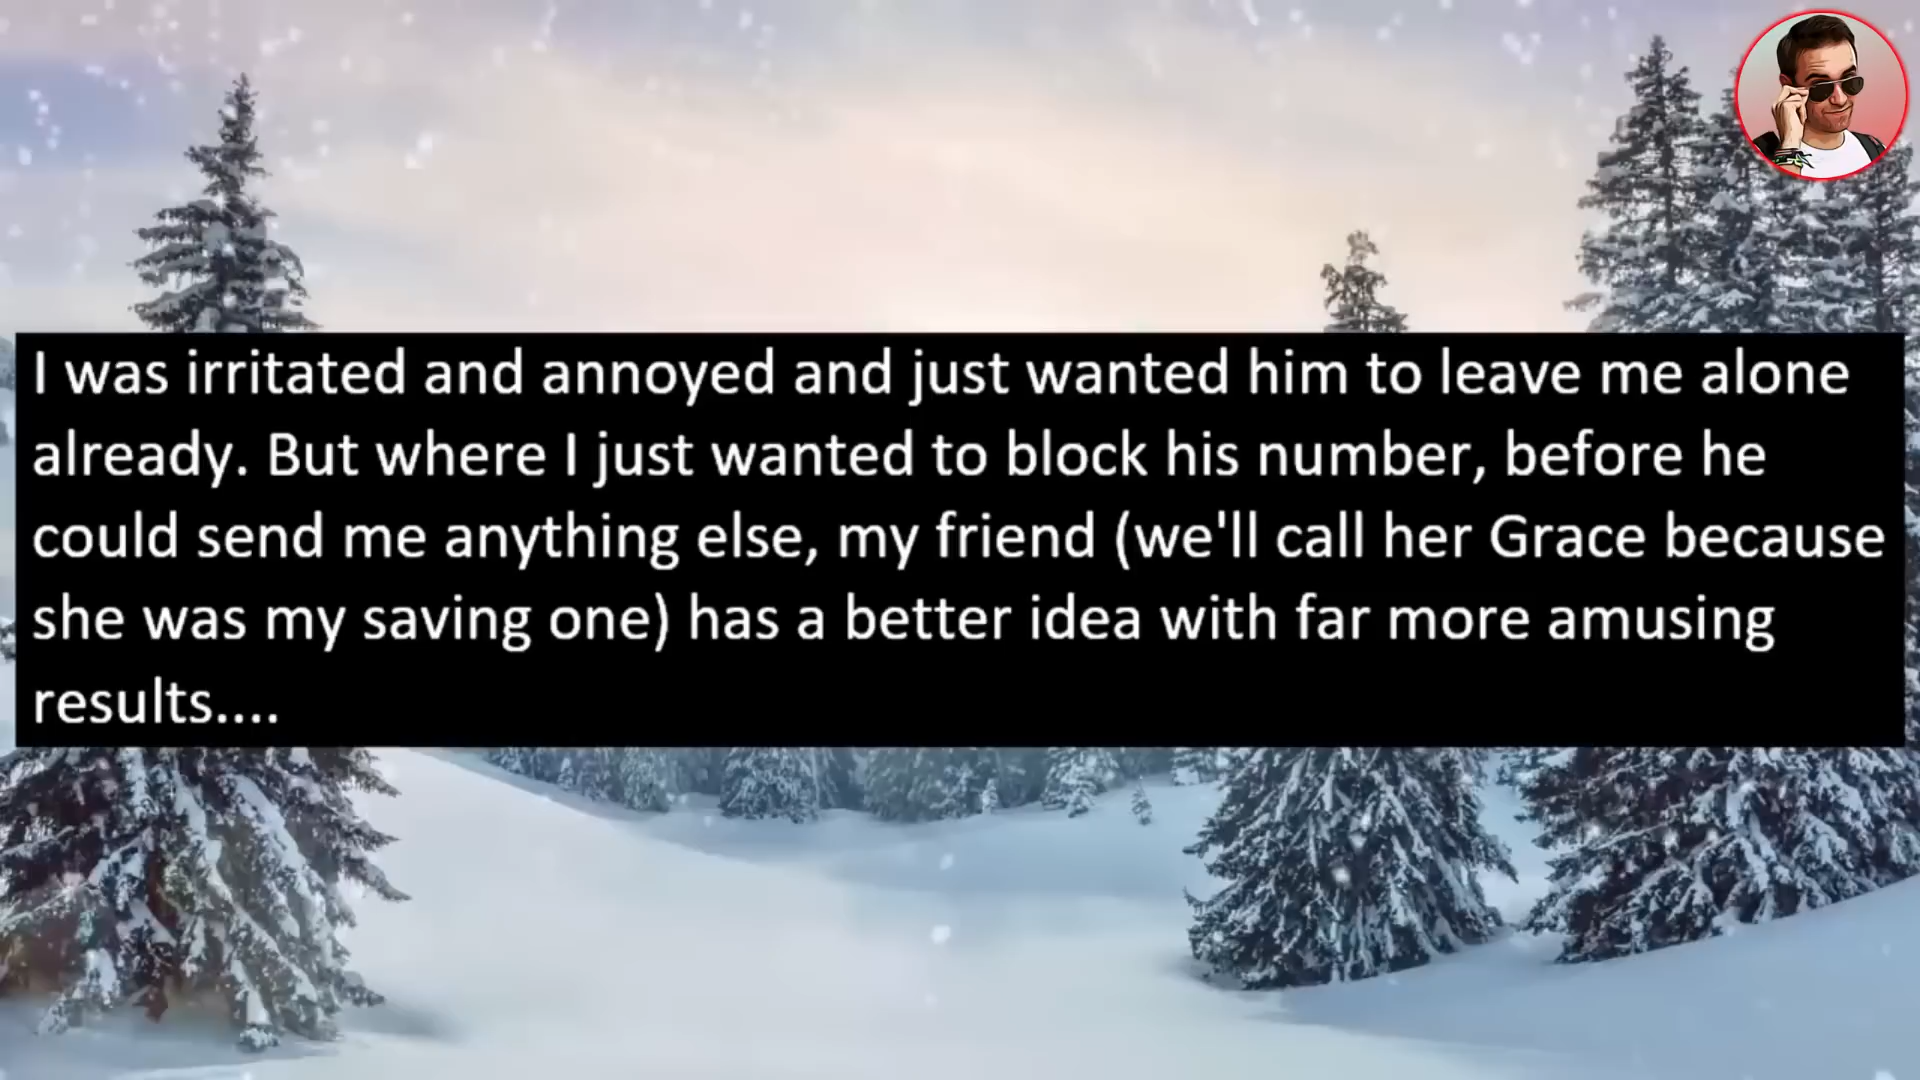 I was irritated and annoyed and just wanted him to leave me alone
already. But where I just wanted to block his number, before he
could send me anything else, my friend (we'll call her Grace because
she was my saving one) has a better idea with far more amusing
results....